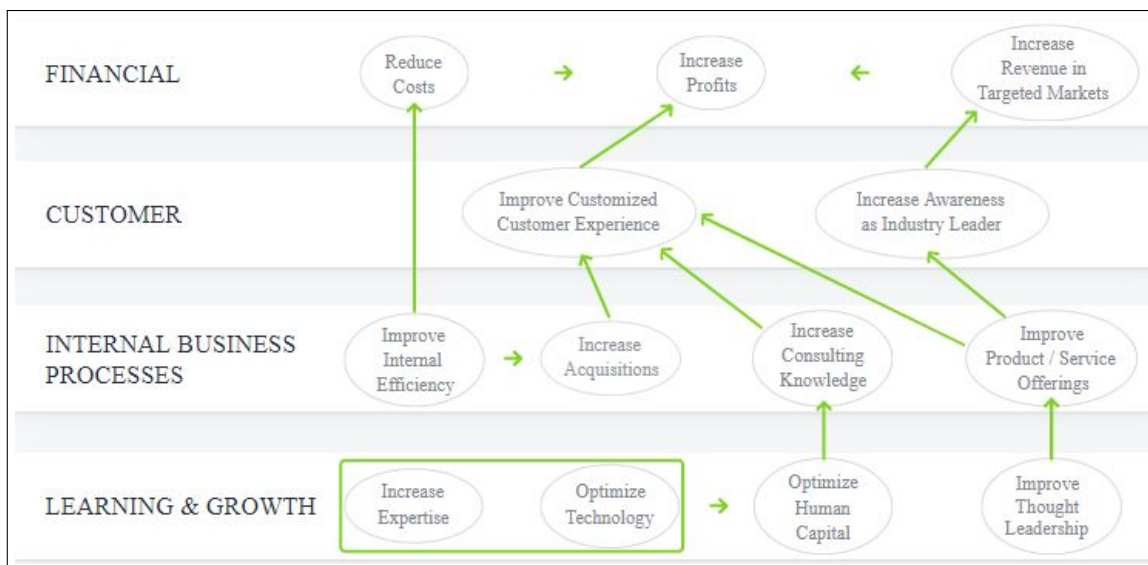 FINANCIAL
Reduce
Costs
Increase
Profits
Increase
Revenue in
Targeted Markets
CUSTOMER
Improve Customized
Customer Experience
Increase Awareness
as Industry Leader
INTERNAL BUSINESS
PROCESSES
Improve
Internal
Efficiency
Increase
Acquisitions
Increase
Consulting
Knowledge
Improve
Product / Service
Offerings
LEARNING & GROWTH
Increase
Expertise
Optimize
Technology
Optimize
Human
Capital
Improve
Thought
Leadership